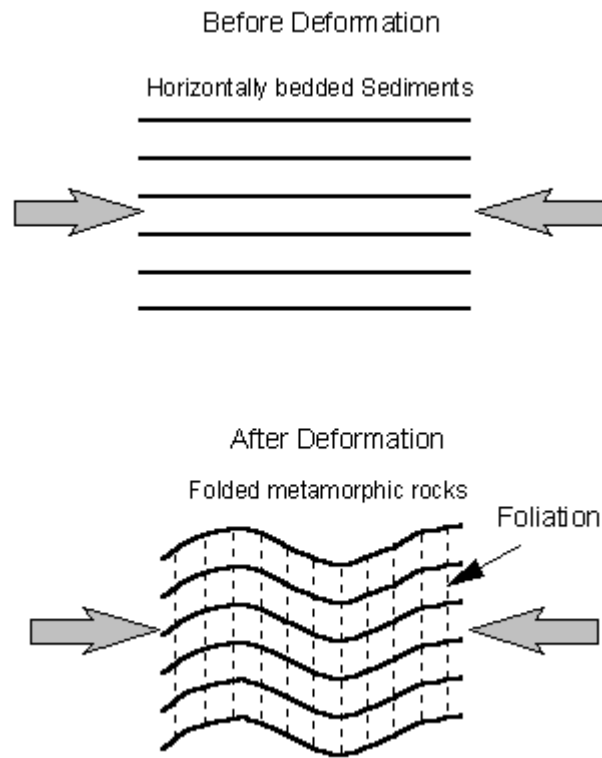 Before Deformation
Horizontally bedded Sediments
After Deformation
Folded metamorphic rocks
Foliation